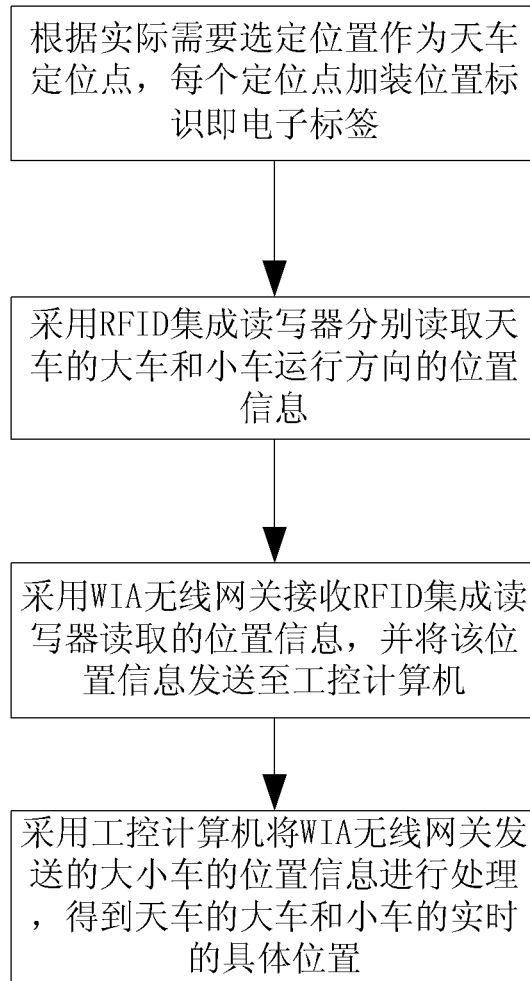 根据实际需要选定位置作为天车
定位点，每个定位点加装位置标
识即电子标签
采用RFID集成读写器分别读取天
车的大车和小车运行方向的位置
信息
采用WIA无线网关接收RFID集成读
写器读取的位置信息，并将该位
置信息发送至工控计算机
采用工控计算机将WIA无线网关发
送的大小车的位置信息进行处理
，得到天车的大车和小车的实时
的具体位置